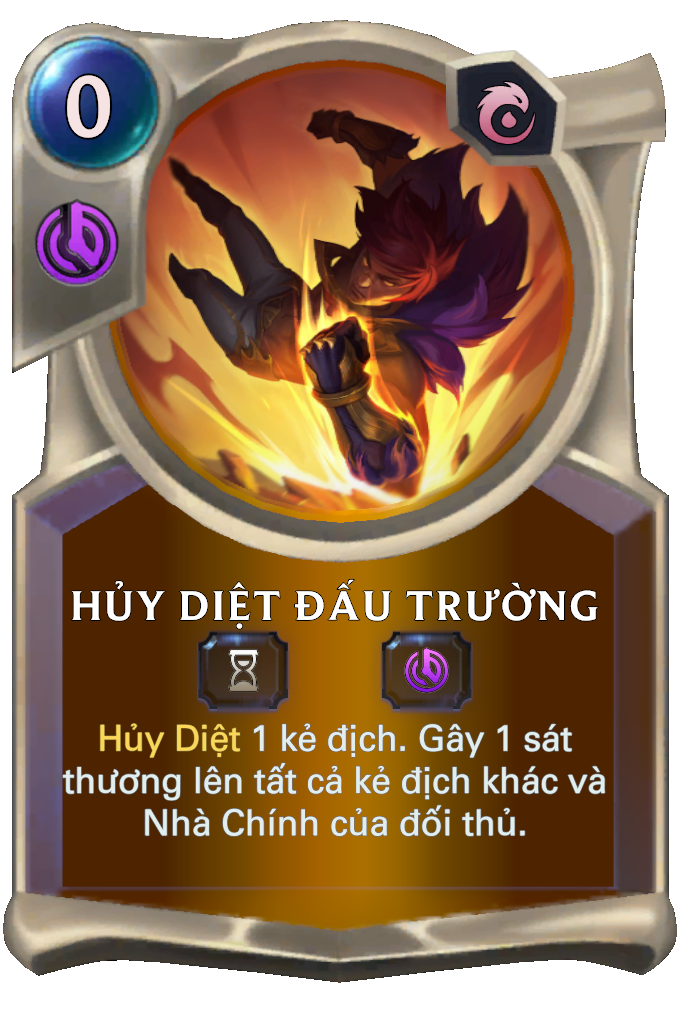 0
HỦY DIỆT ĐẤU TRƯỜNG
Hủy Diệt 1 kẻ địch. Gây 1 sát
thương lên tất cả kẻ địch khác và
Nhà Chính của đối thủ.